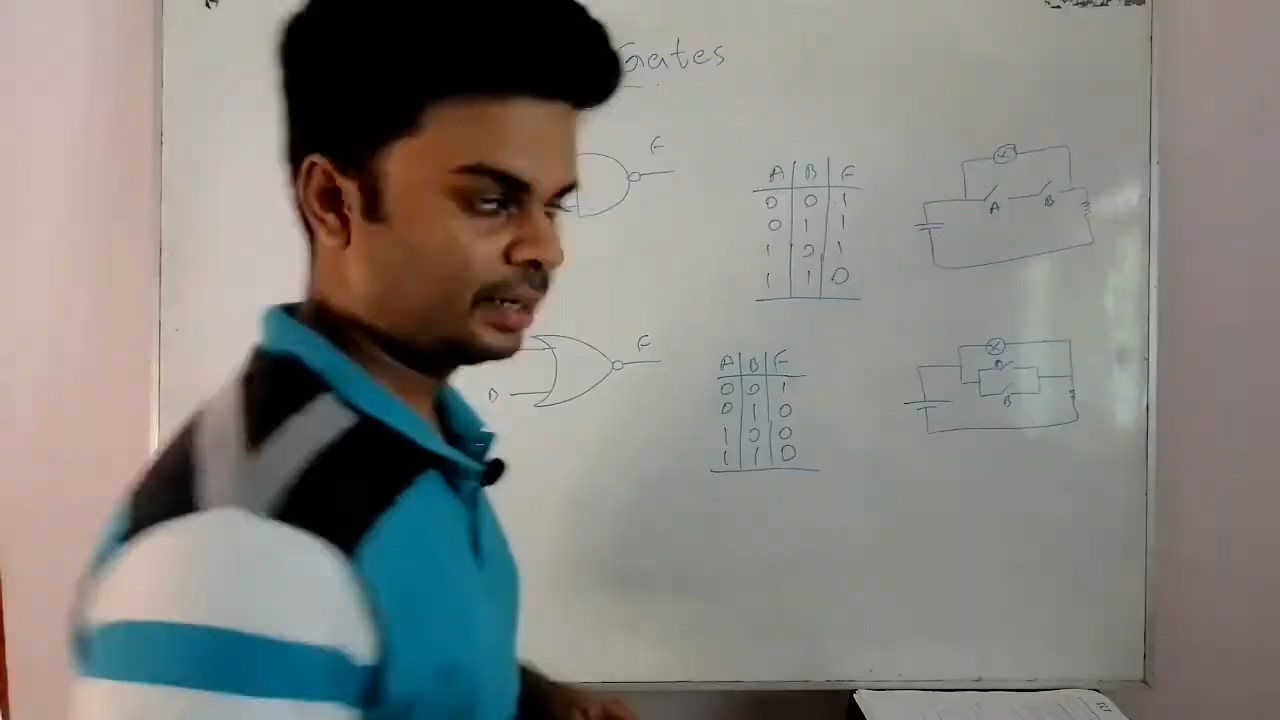 Gates
F
A B F
0 0 1
0 1 1
1 0 1
1 1 0
A B
F
B
A B F
0 0 1
0 1 0
1 0 0
1 1 0
A
B